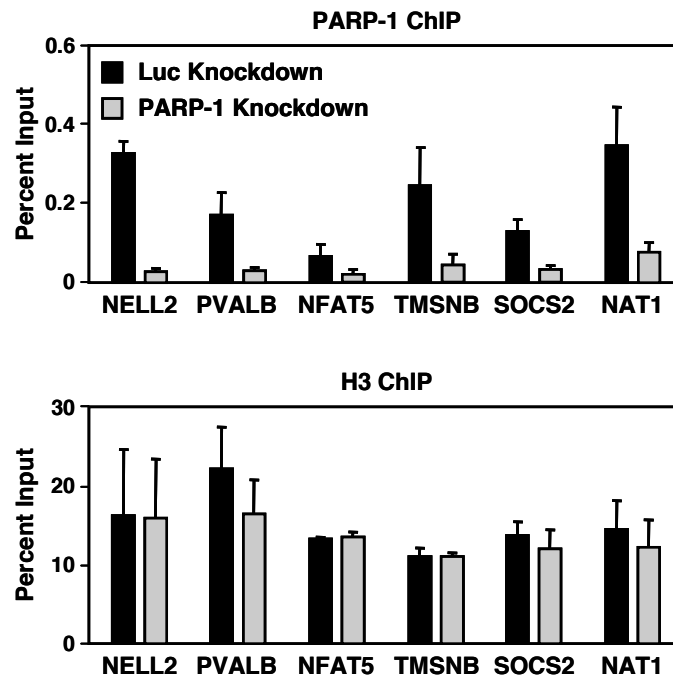 PARP-1 ChIP
0.6
Luc Knockdown
PARP-1 Knockdown
0.4
Percent Input
0.2
0
NELL2 PVALB NFAT5 TMSNB SOCS2 NAT1
H3 ChIP
30
20
Percent Input
10
0
NELL2 PVALB NFAT5 TMSNB SOCS2 NAT1